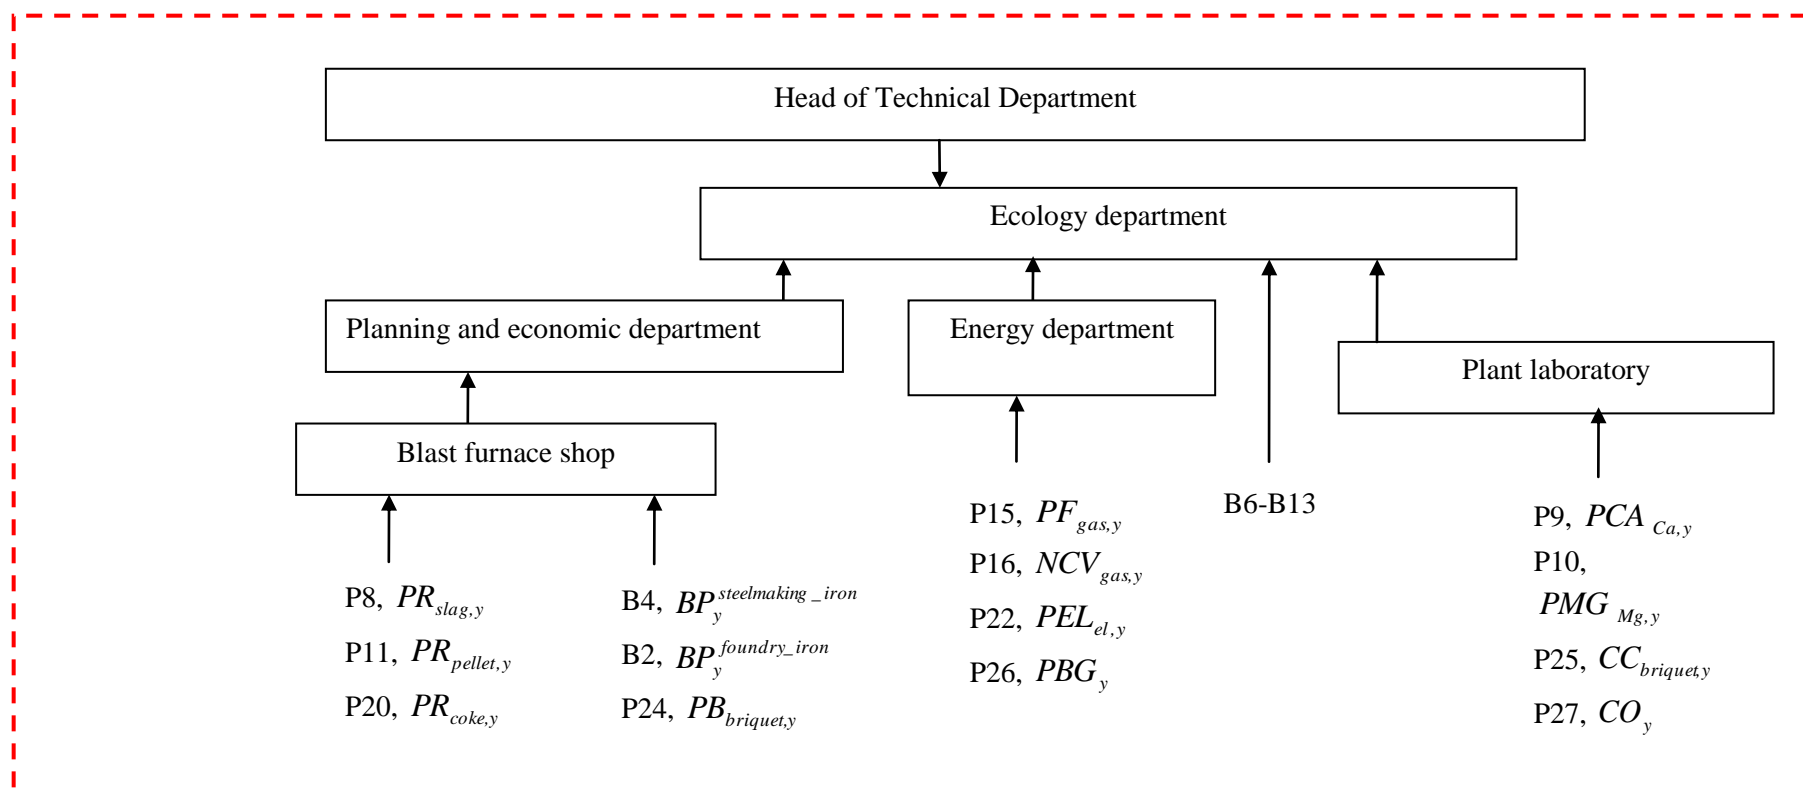 Head of Technical Department
Ecology department
Planning and economic department
Energy department
Plant laboratory
Blast furnace shop
P8, PR_slag,y
P11, PR_pellet,y
P20, PR_coke,y
B4, BP_y^steelmaking_iron
B2, BP_y^foundry_iron
P24, PB_briquet,y
P15, PF_gas,y
P16, NCV_gas,y
P22, PEL_el,y
P26, PBG_y
B6-B13
P9, PCA_Ca,y
P10,
PMG_Mg,y
P25, CC_briquet,y
P27, CO_y